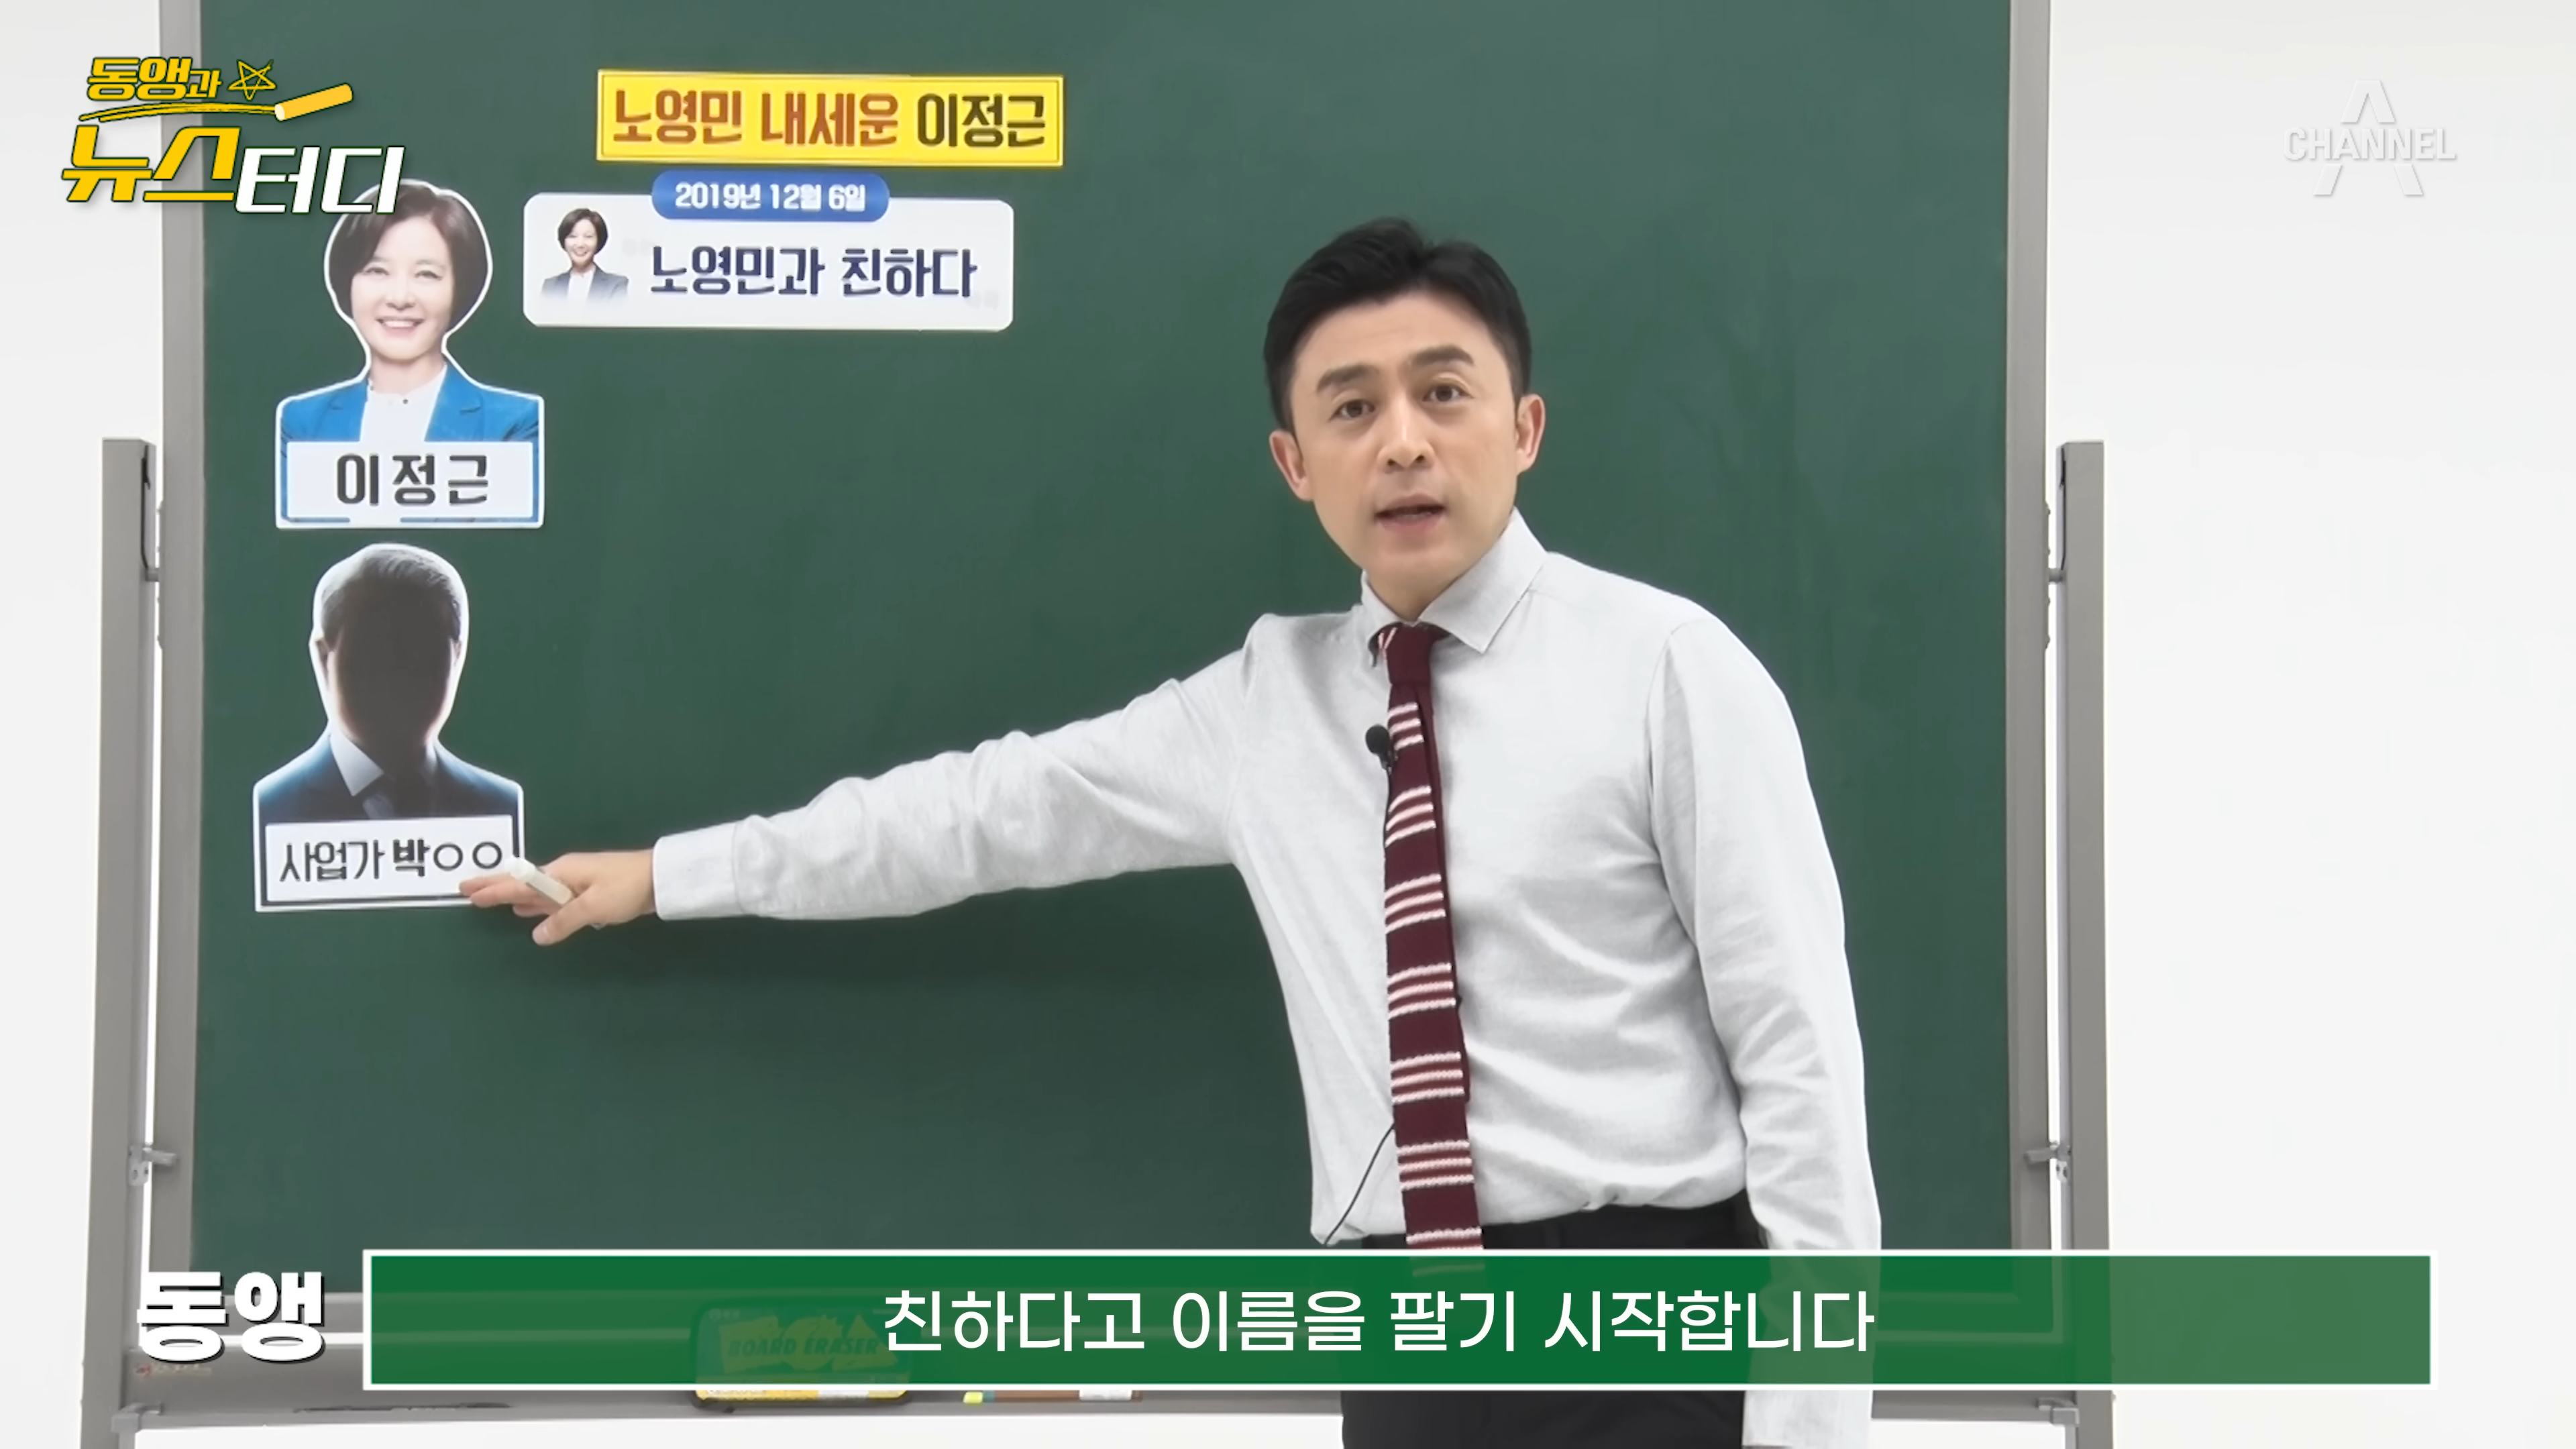 동앵과
뉴스터디
노영민 내세운 이정근
CHANNEL A
2019년 12월 6일
노영민과 친하다
이정근
사업가 박○○
동앵
친하다고 이름을 팔기 시작합니다
BOARD ERASER